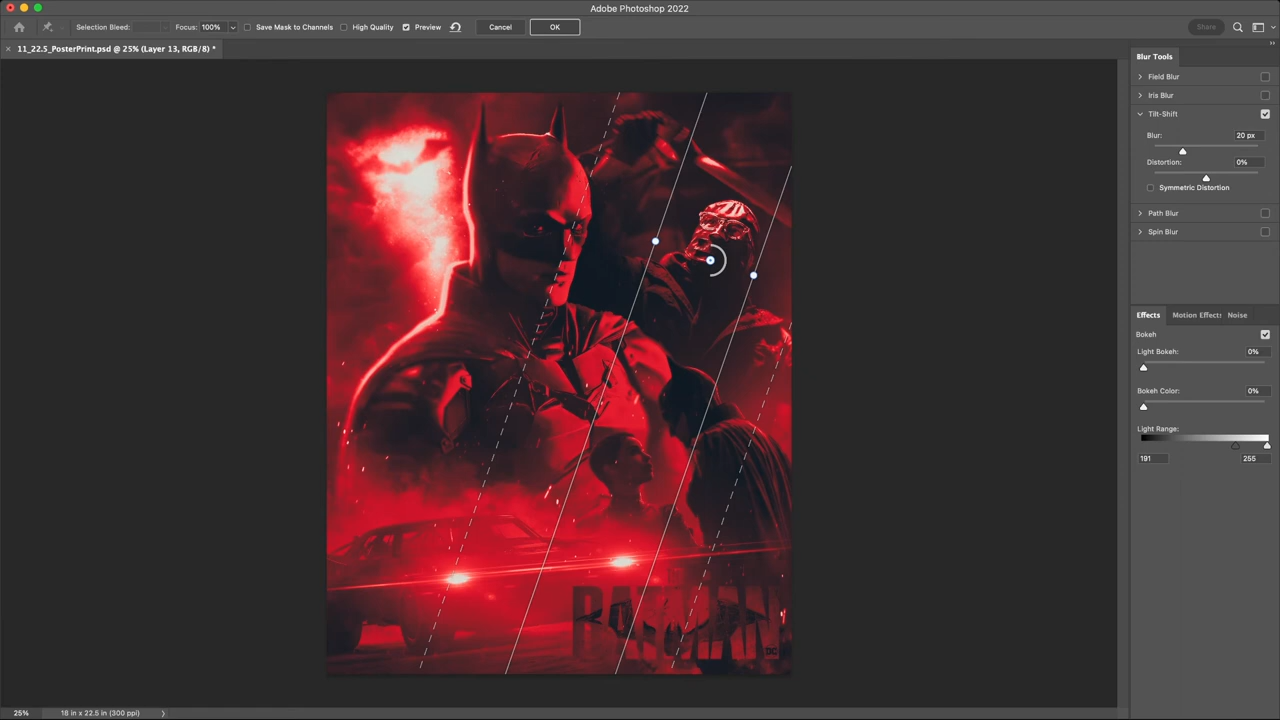 Adobe Photoshop 2022
Selection Bleed:
Focus: 100%
Save Mask to Channels
High Quality
Preview
Cancel
OK
Share
11_22.5_PosterPrint.psd @ 25% (Layer 13, RGB/8) *
Blur Tools
Field Blur
Iris Blur
Tilt-Shift
Blur: 20 px
Distortion: 0%
Symmetric Distortion
Path Blur
Spin Blur
Effects Motion Effects Noise
Bokeh
Light Bokeh: 0%
Bokeh Color: 0%
Light Range:
191 255
THE
BATMAN
DC
25% 18 in x 22.5 in (300 ppi)